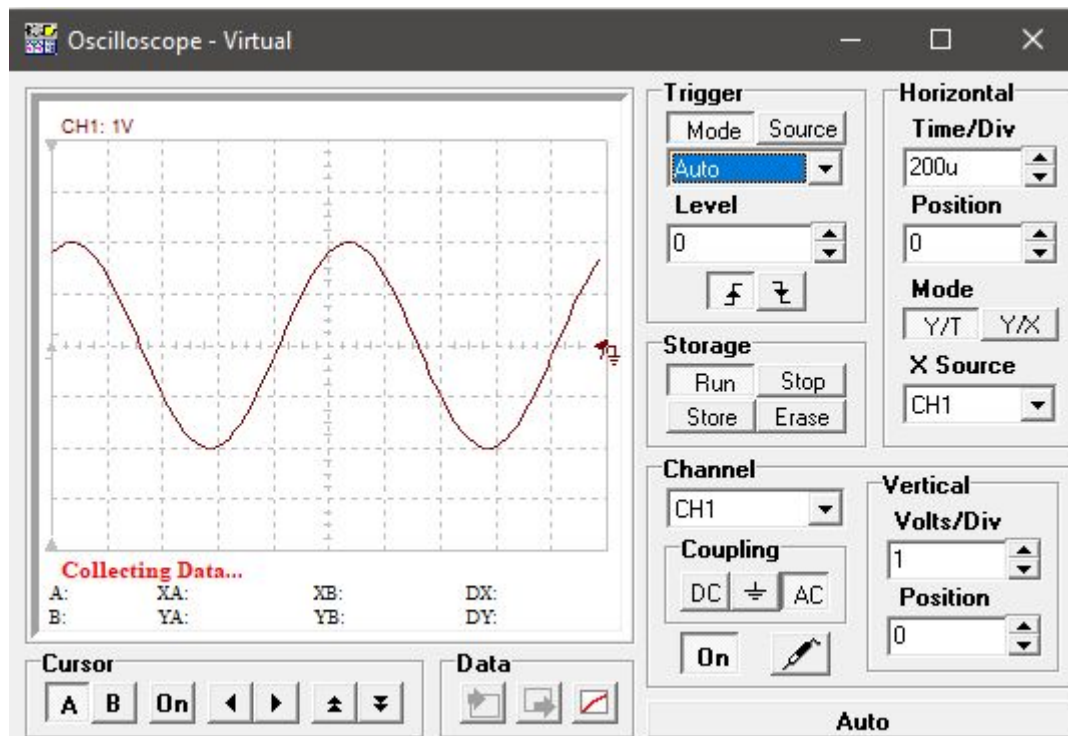 Oscilloscope - Virtual
CH1: 1V
Collecting Data...
A: XA: XB: DX:
B: YA: YB: DY:
Cursor
A B On
Data
Trigger
Mode Source
Auto
Level
0
Storage
Run Stop
Store Erase
Horizontal
Time/Div
200u
Position
0
Mode
Y/T Y/X
X Source
CH1
Channel
CH1
Coupling
DC AC
On
Vertical
Volts/Div
1
Position
0
Auto